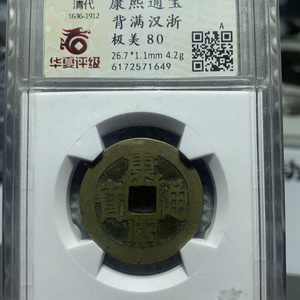 清代
1636-1912
康熙通宝
背满汉浙
极美 80
26.7*1.1mm 4.2g
6172571649
A
华夏评级
康熙通寶